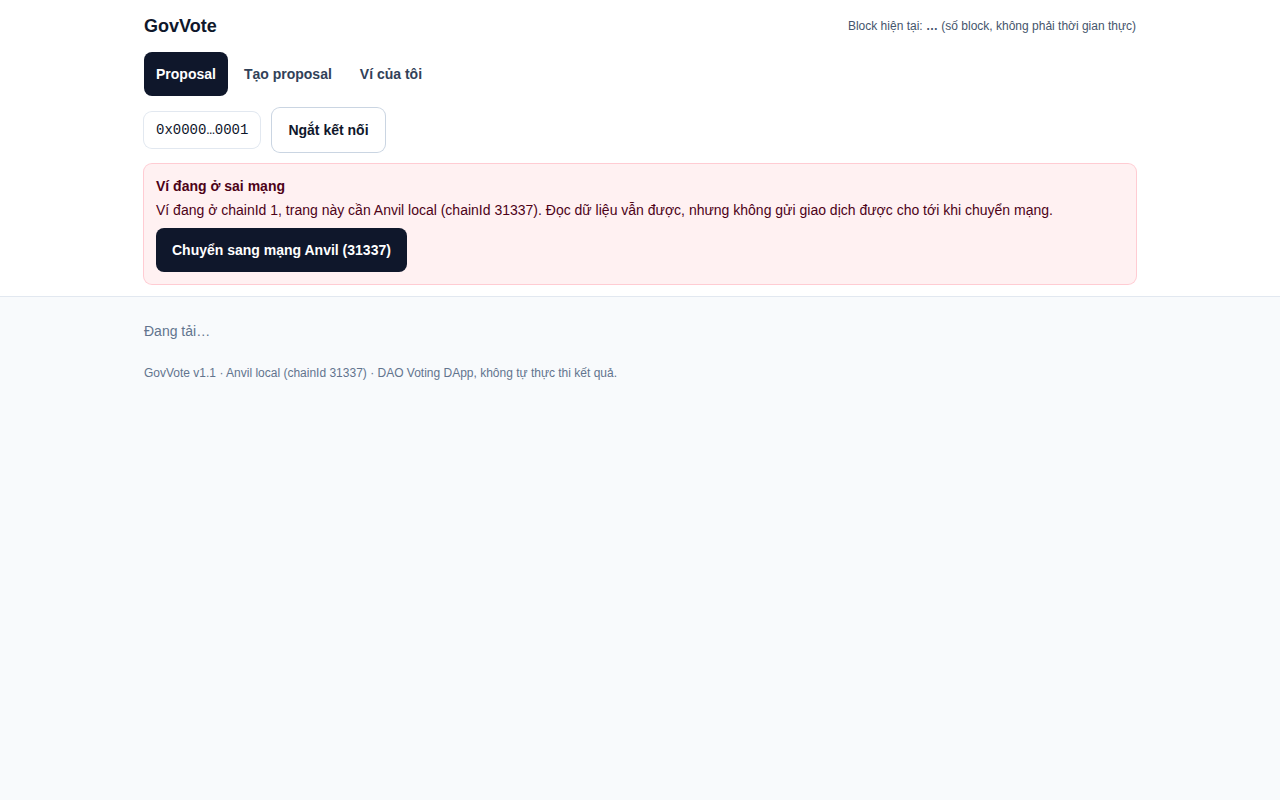 GovVote
Block hiện tại: … (số block, không phải thời gian thực)
Proposal
Tạo proposal
Ví của tôi
0x0000…0001
Ngắt kết nối
Ví đang ở sai mạng
Ví đang ở chainId 1, trang này cần Anvil local (chainId 31337). Đọc dữ liệu vẫn được, nhưng không gửi giao dịch được cho tới khi chuyển mạng.
Chuyển sang mạng Anvil (31337)
Đang tải…
GovVote v1.1 · Anvil local (chainId 31337) · DAO Voting DApp, không tự thực thi kết quả.